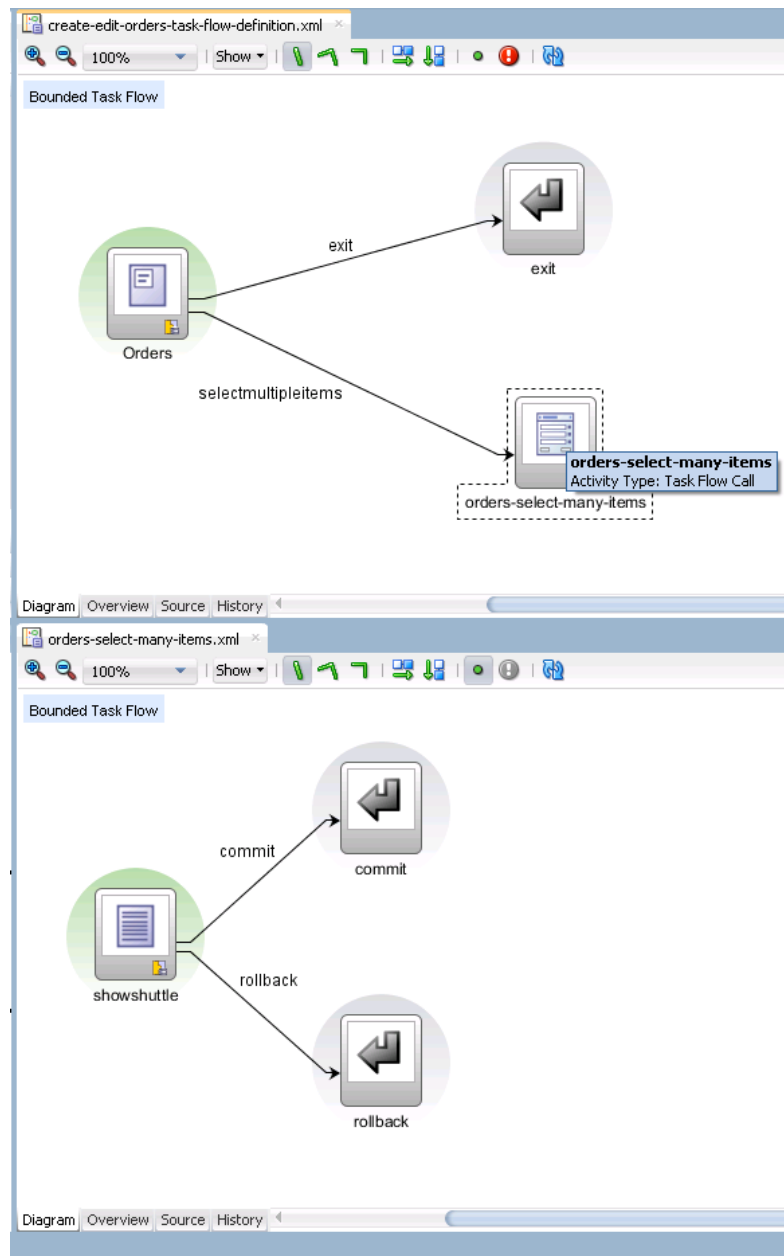 create-edit-orders-task-flow-definition.xml
100% Show
Bounded Task Flow
exit
exit
Orders
selectmultipleitems
orders-select-many-items
Activity Type: Task Flow Call
orders-select-many-items
Diagram Overview Source History
orders-select-many-items.xml
100% Show
Bounded Task Flow
commit
commit
showshuttle
rollback
rollback
Diagram Overview Source History